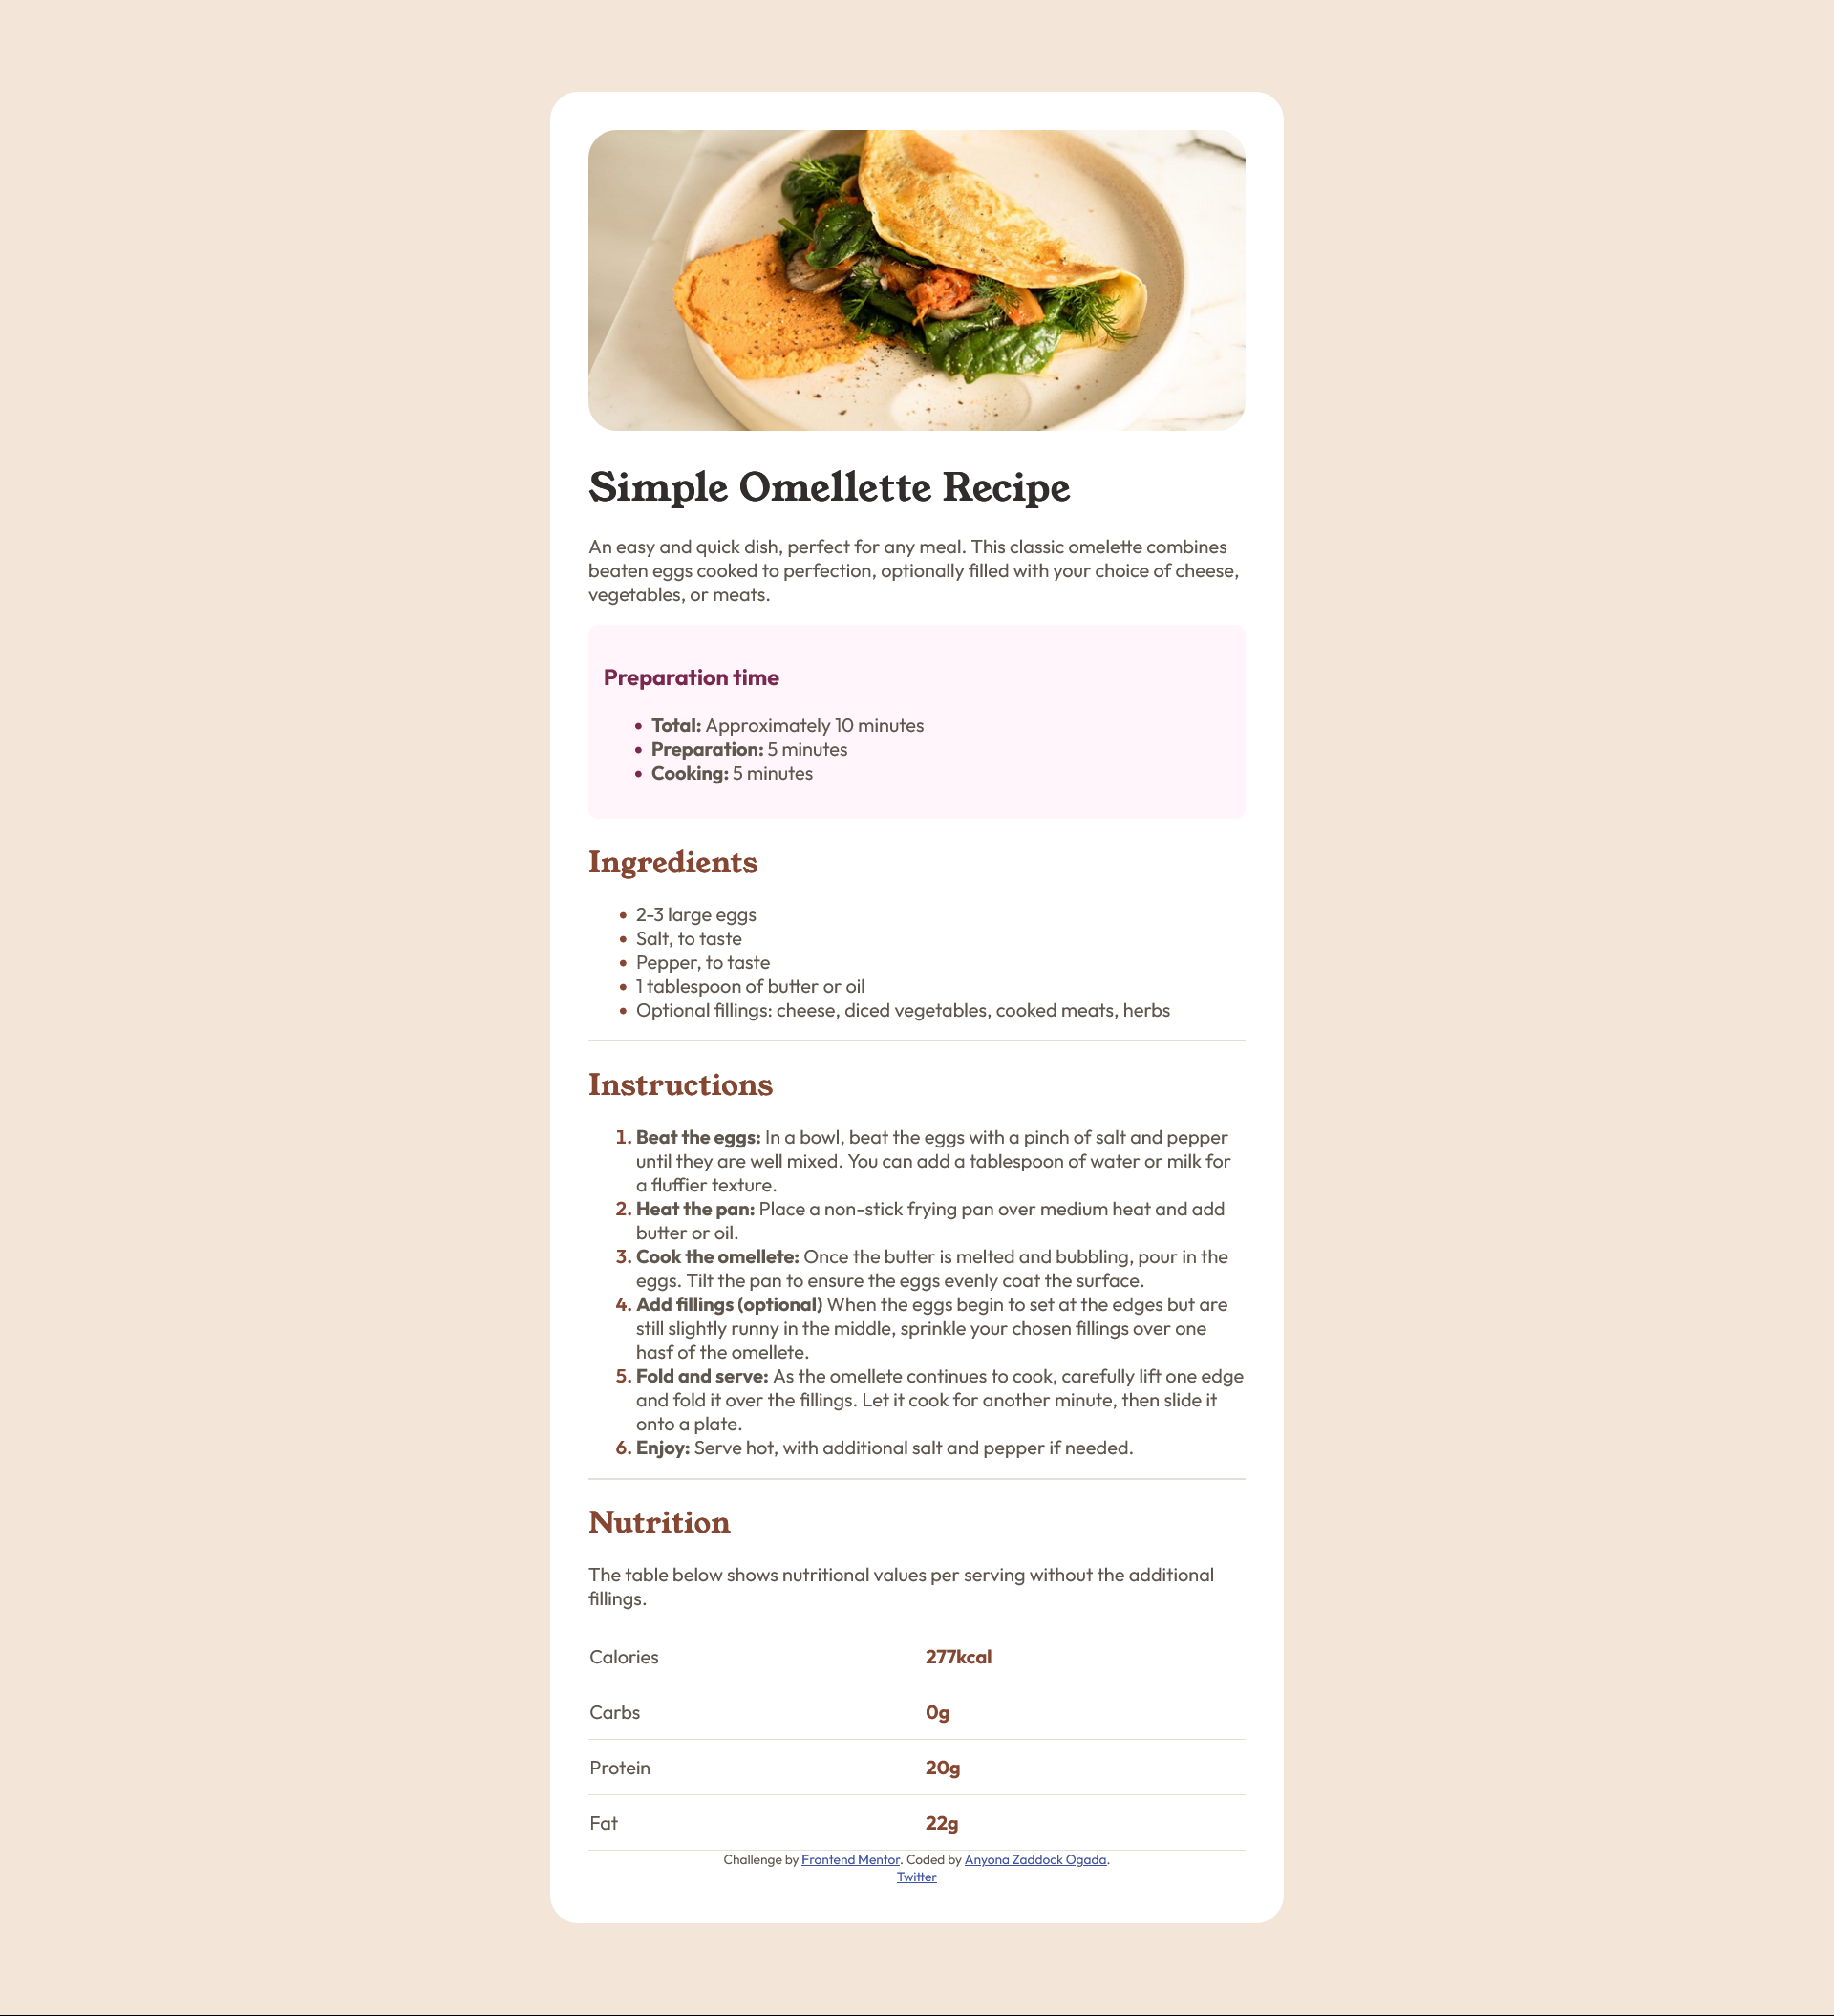 Simple Omellette Recipe
An easy and quick dish, perfect for any meal. This classic omelette combines
beaten eggs cooked to perfection, optionally filled with your choice of cheese,
vegetables, or meats.
Preparation time
• Total: Approximately 10 minutes
• Preparation: 5 minutes
• Cooking: 5 minutes
Ingredients
• 2-3 large eggs
• Salt, to taste
• Pepper, to taste
• 1 tablespoon of butter or oil
• Optional fillings: cheese, diced vegetables, cooked meats, herbs
Instructions
1. Beat the eggs: In a bowl, beat the eggs with a pinch of salt and pepper
until they are well mixed. You can add a tablespoon of water or milk for
a fluffier texture.
2. Heat the pan: Place a non-stick frying pan over medium heat and add
butter or oil.
3. Cook the omellete: Once the butter is melted and bubbling, pour in the
eggs. Tilt the pan to ensure the eggs evenly coat the surface.
4. Add fillings (optional) When the eggs begin to set at the edges but are
still slightly runny in the middle, sprinkle your chosen fillings over one
hasf of the omellete.
5. Fold and serve: As the omellete continues to cook, carefully lift one edge
and fold it over the fillings. Let it cook for another minute, then slide it
onto a plate.
6. Enjoy: Serve hot, with additional salt and pepper if needed.
Nutrition
The table below shows nutritional values per serving without the additional
fillings.
Calories 277kcal
Carbs 0g
Protein 20g
Fat 22g
Challenge by Frontend Mentor. Coded by Anyona Zaddock Ogada.
Twitter